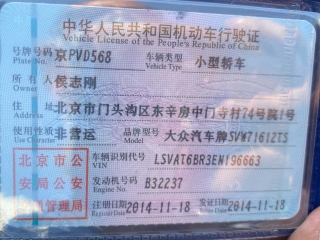 中华人民共和国机动车行驶证
Vehicle License of the People's Republic of China
号牌号码 京PVD568 车辆类型 小型轿车
Plate No. Vehicle Type
所有人 侯志刚
Owner
住址 北京市门头沟区东辛房中门寺村74号院1号
Address
使用性质 非营运 品牌型号 大众汽车牌SVW71612TS
Use Character Model
北京市公 车辆识别代号 LSVAT6BR3EN196663
VIN
安局公安 发动机号码 B32237
Engine No.
管理局 注册日期 2014-11-18 发证日期 2014-11-18
Register Date Issue Date